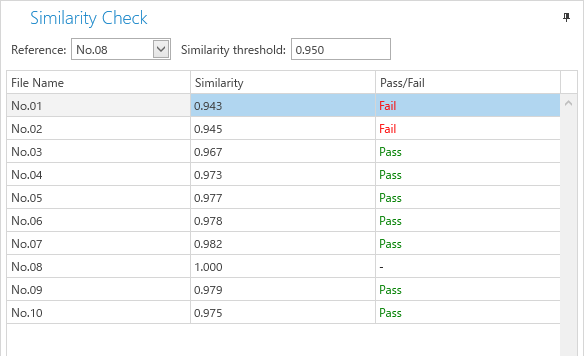 Similarity Check
Reference: No.08 Similarity threshold: 0.950
File Name Similarity Pass/Fail
No.01 0.943 Fail
No.02 0.945 Fail
No.03 0.967 Pass
No.04 0.973 Pass
No.05 0.977 Pass
No.06 0.978 Pass
No.07 0.982 Pass
No.08 1.000 -
No.09 0.979 Pass
No.10 0.975 Pass